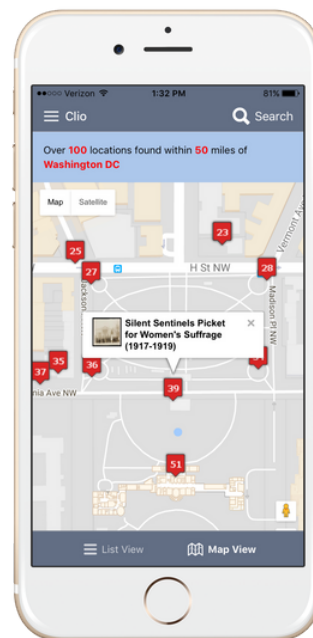 Verizon 1:32 PM 81%
Clio Search
Over 100 locations found within 50 miles of
Washington DC
Map Satellite
23
Vermont Ave
25
27
H St NW
28
Jackson
Madison Pl NW
Silent Sentinels Picket
for Women's Suffrage
(1917-1919)
×
35
37
36
39
nia Ave NW
51
List View Map View